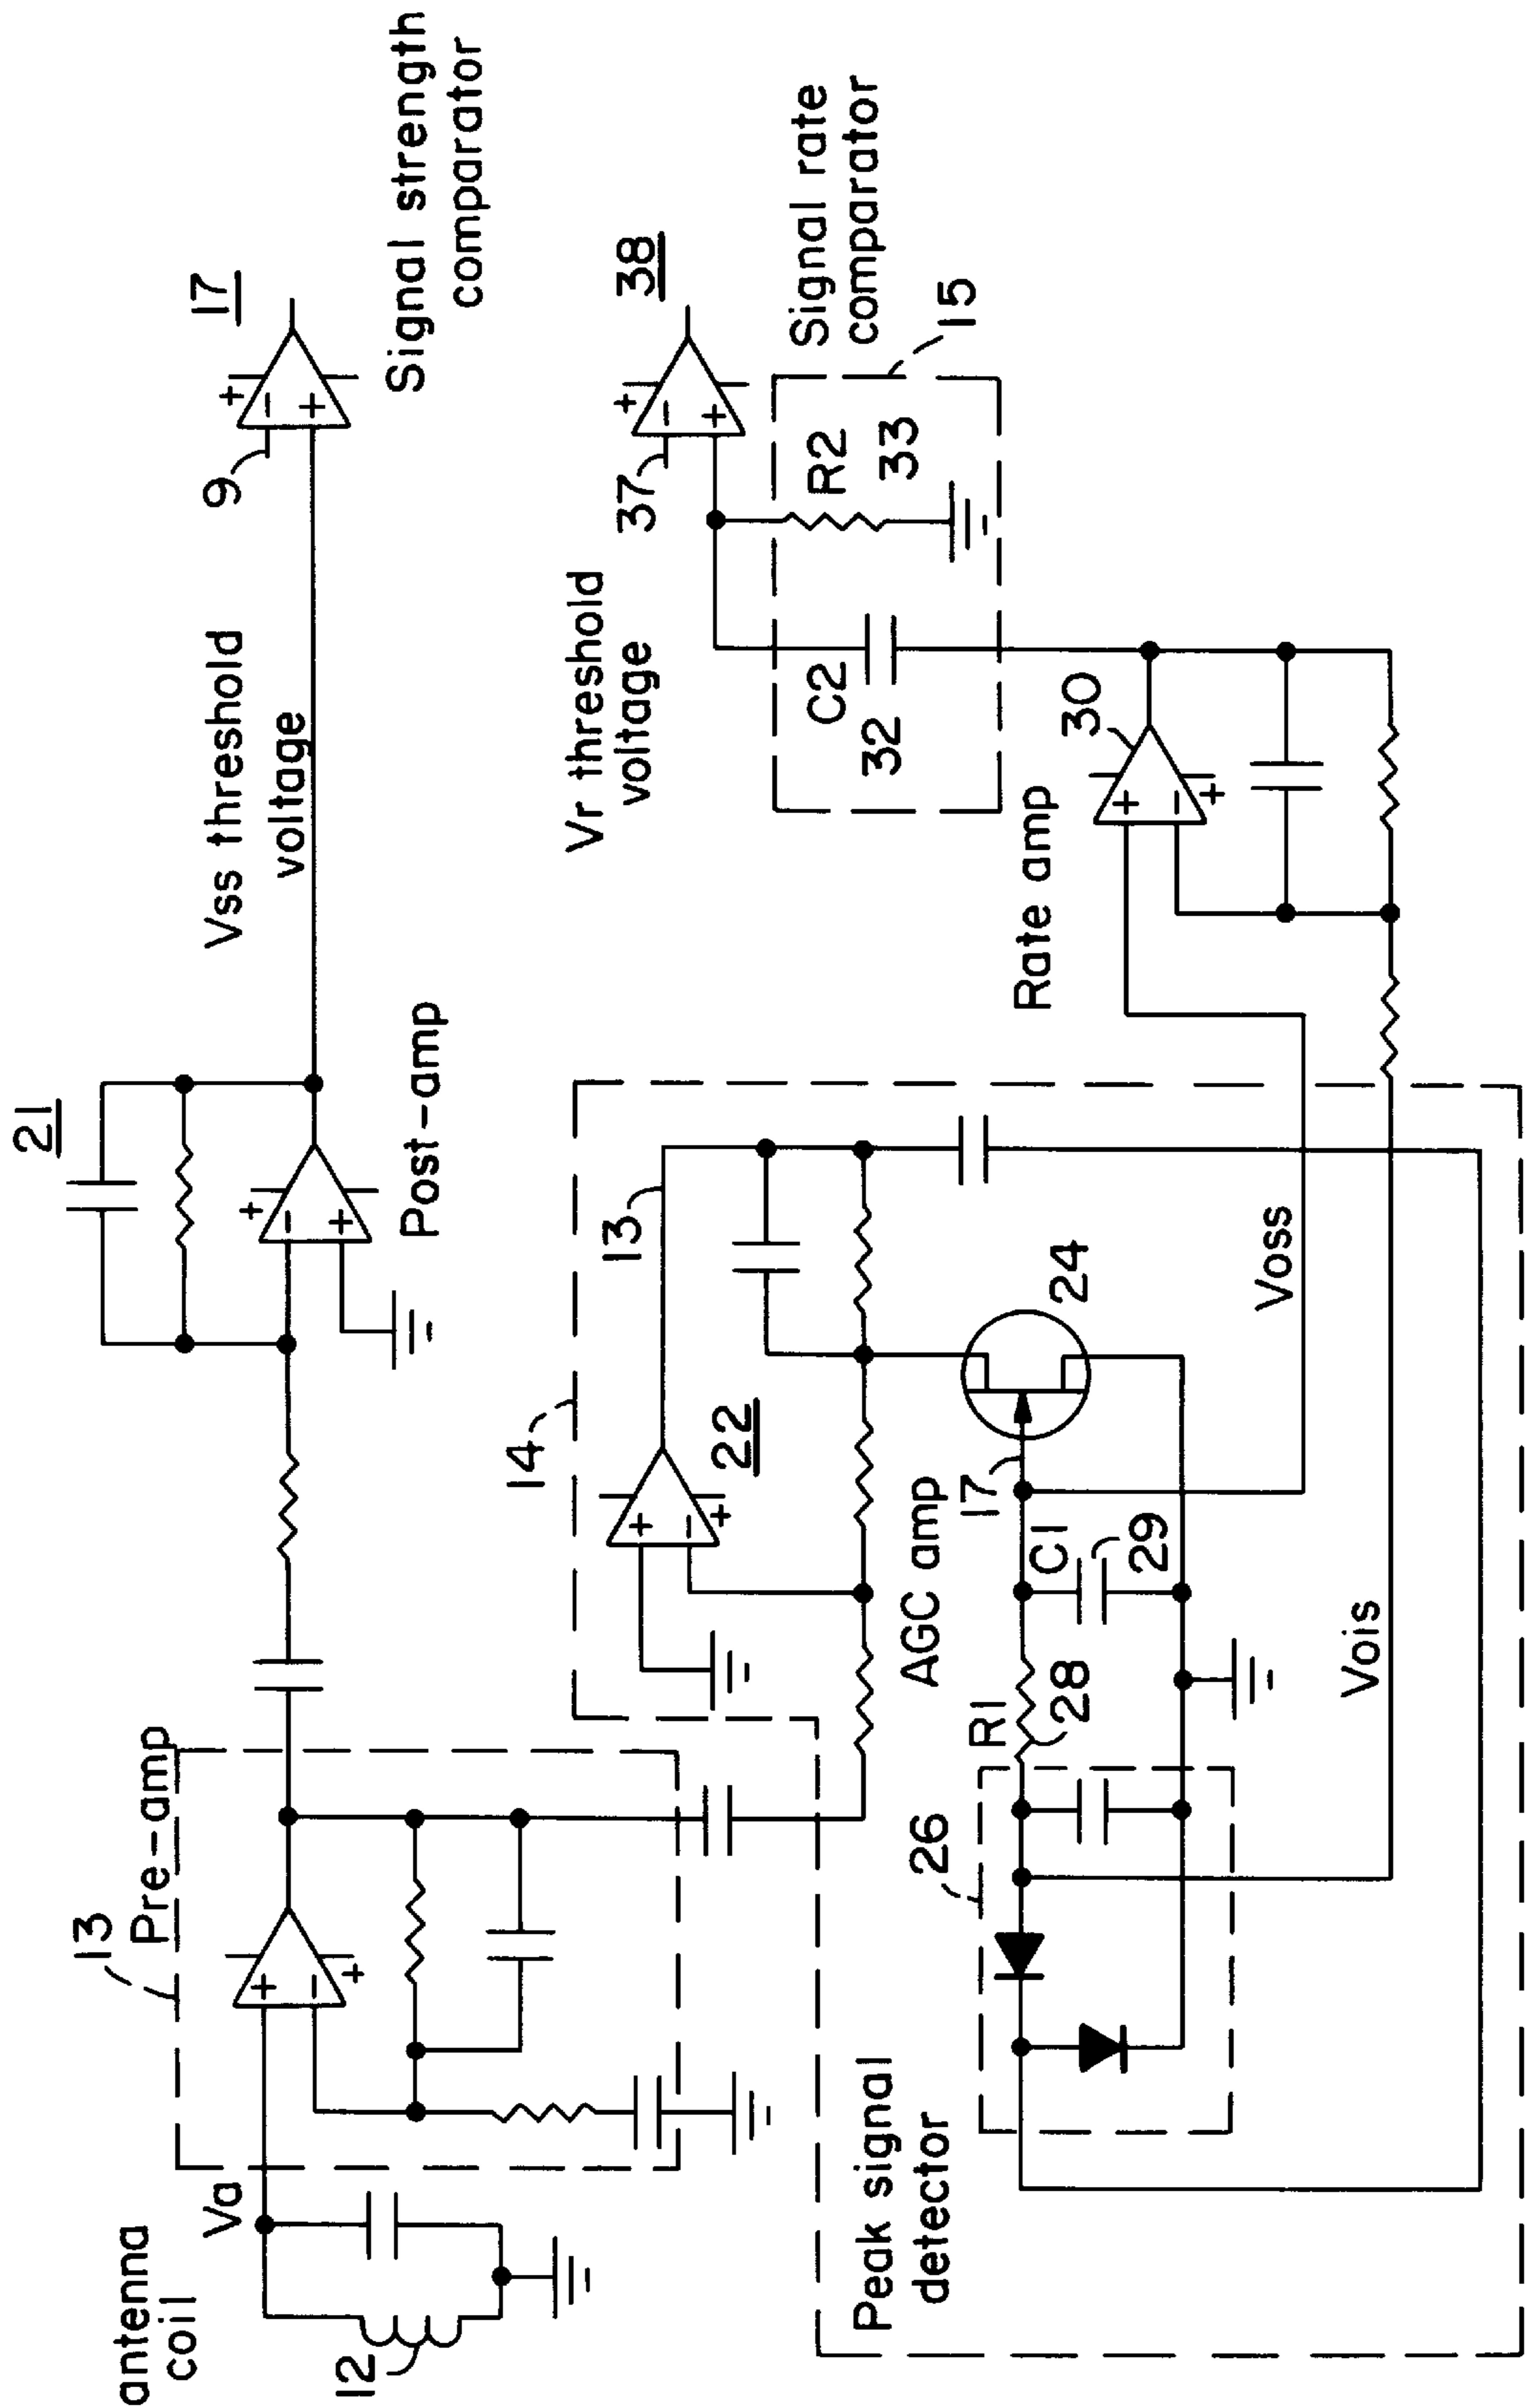 antenna
coil
12
Va
13
Pre-amp
+
−
+
21
+
−
+
Post-amp
Vss threshold
voltage
9
17
+
−
+
Signal strength
comparator
14
13
22
+
−
+
AGC amp
17
24
R1
28
C1
29
26
Peak signal
detector
Voss
Vois
Rate amp
30
+
−
+
Vr threshold
voltage
C2
32
R2
33
37
38
+
−
+
15
Signal rate
comparator